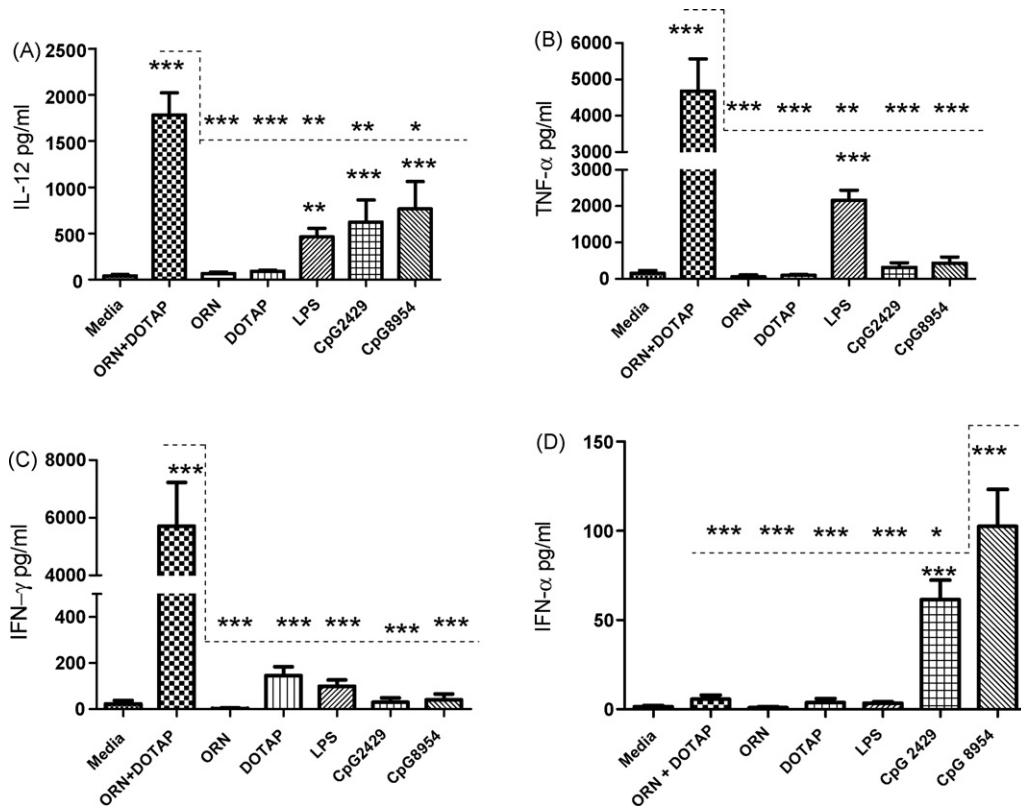 (A)
IL-12 pg/ml
2500
2000
1500
1000
500
0
***
*** *** ** ** *
** *** ***
Media
ORN+DOTAP
ORN
DOTAP
LPS
CpG2429
CpG8954
(B)
TNF-α pg/ml
6000
5000
4000
3000
2000
1000
0
***
*** *** ** *** ***
***
Media
ORN+DOTAP
ORN
DOTAP
LPS
CpG2429
CpG8954
(C)
IFN–γ pg/ml
8000
6000
4000
400
200
0
***
*** *** *** *** ***
Media
ORN+DOTAP
ORN
DOTAP
LPS
CpG2429
CpG8954
(D)
IFN-α pg/ml
150
100
50
0
***
*** *** *** *** *
***
Media
ORN + DOTAP
ORN
DOTAP
LPS
CpG 2429
CpG 8954